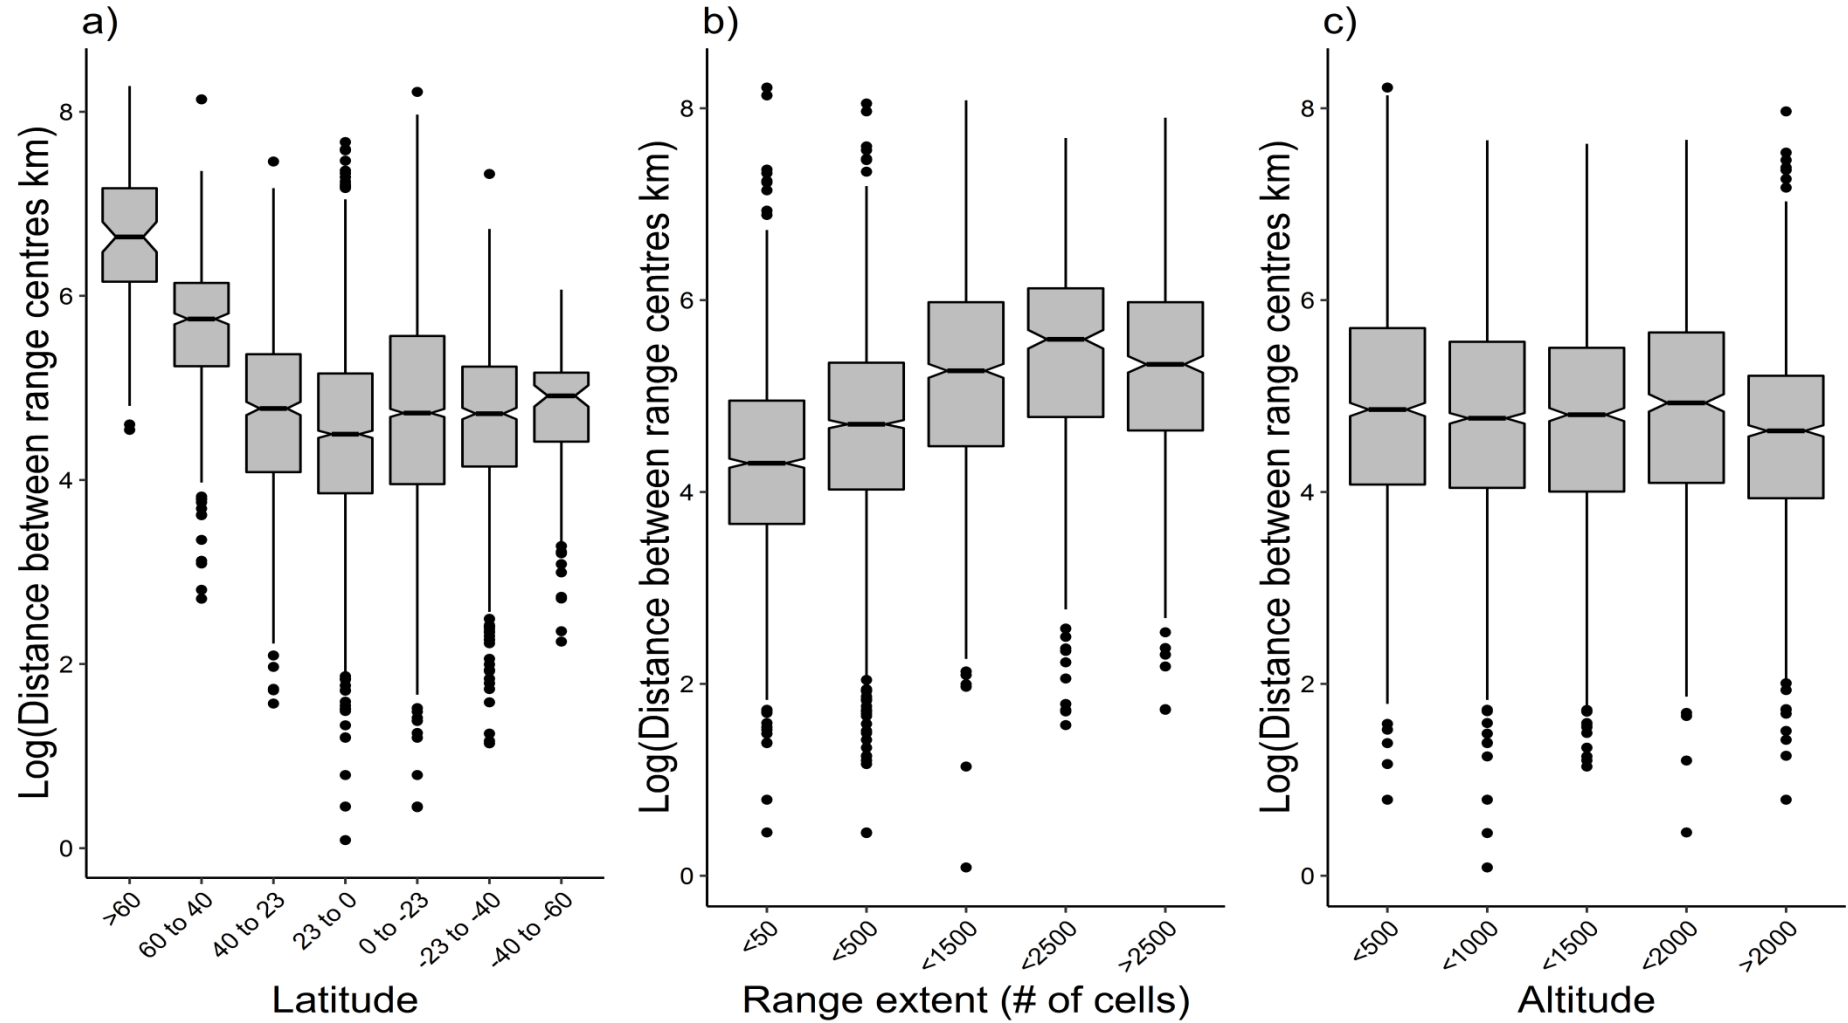 a)
Log(Distance between range centres km)
8
6
4
2
0
>60
60 to 40
40 to 23
23 to 0
0 to -23
-23 to -40
-40 to -60
Latitude
b)
Log(Distance between range centres km)
8
6
4
2
0
<50
<500
<1500
<2500
>2500
Range extent (# of cells)
c)
Log(Distance between range centres km)
8
6
4
2
0
<500
<1000
<1500
<2000
>2000
Altitude